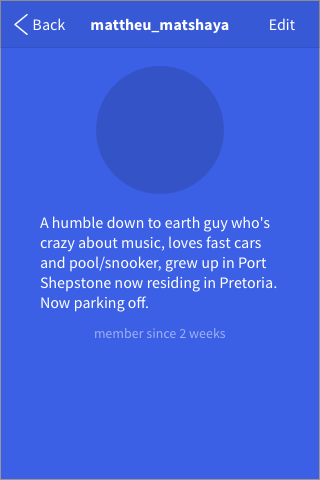 Back mattheu_matshaya Edit
A humble down to earth guy who's
crazy about music, loves fast cars
and pool/snooker, grew up in Port
Shepstone now residing in Pretoria.
Now parking off.
member since 2 weeks